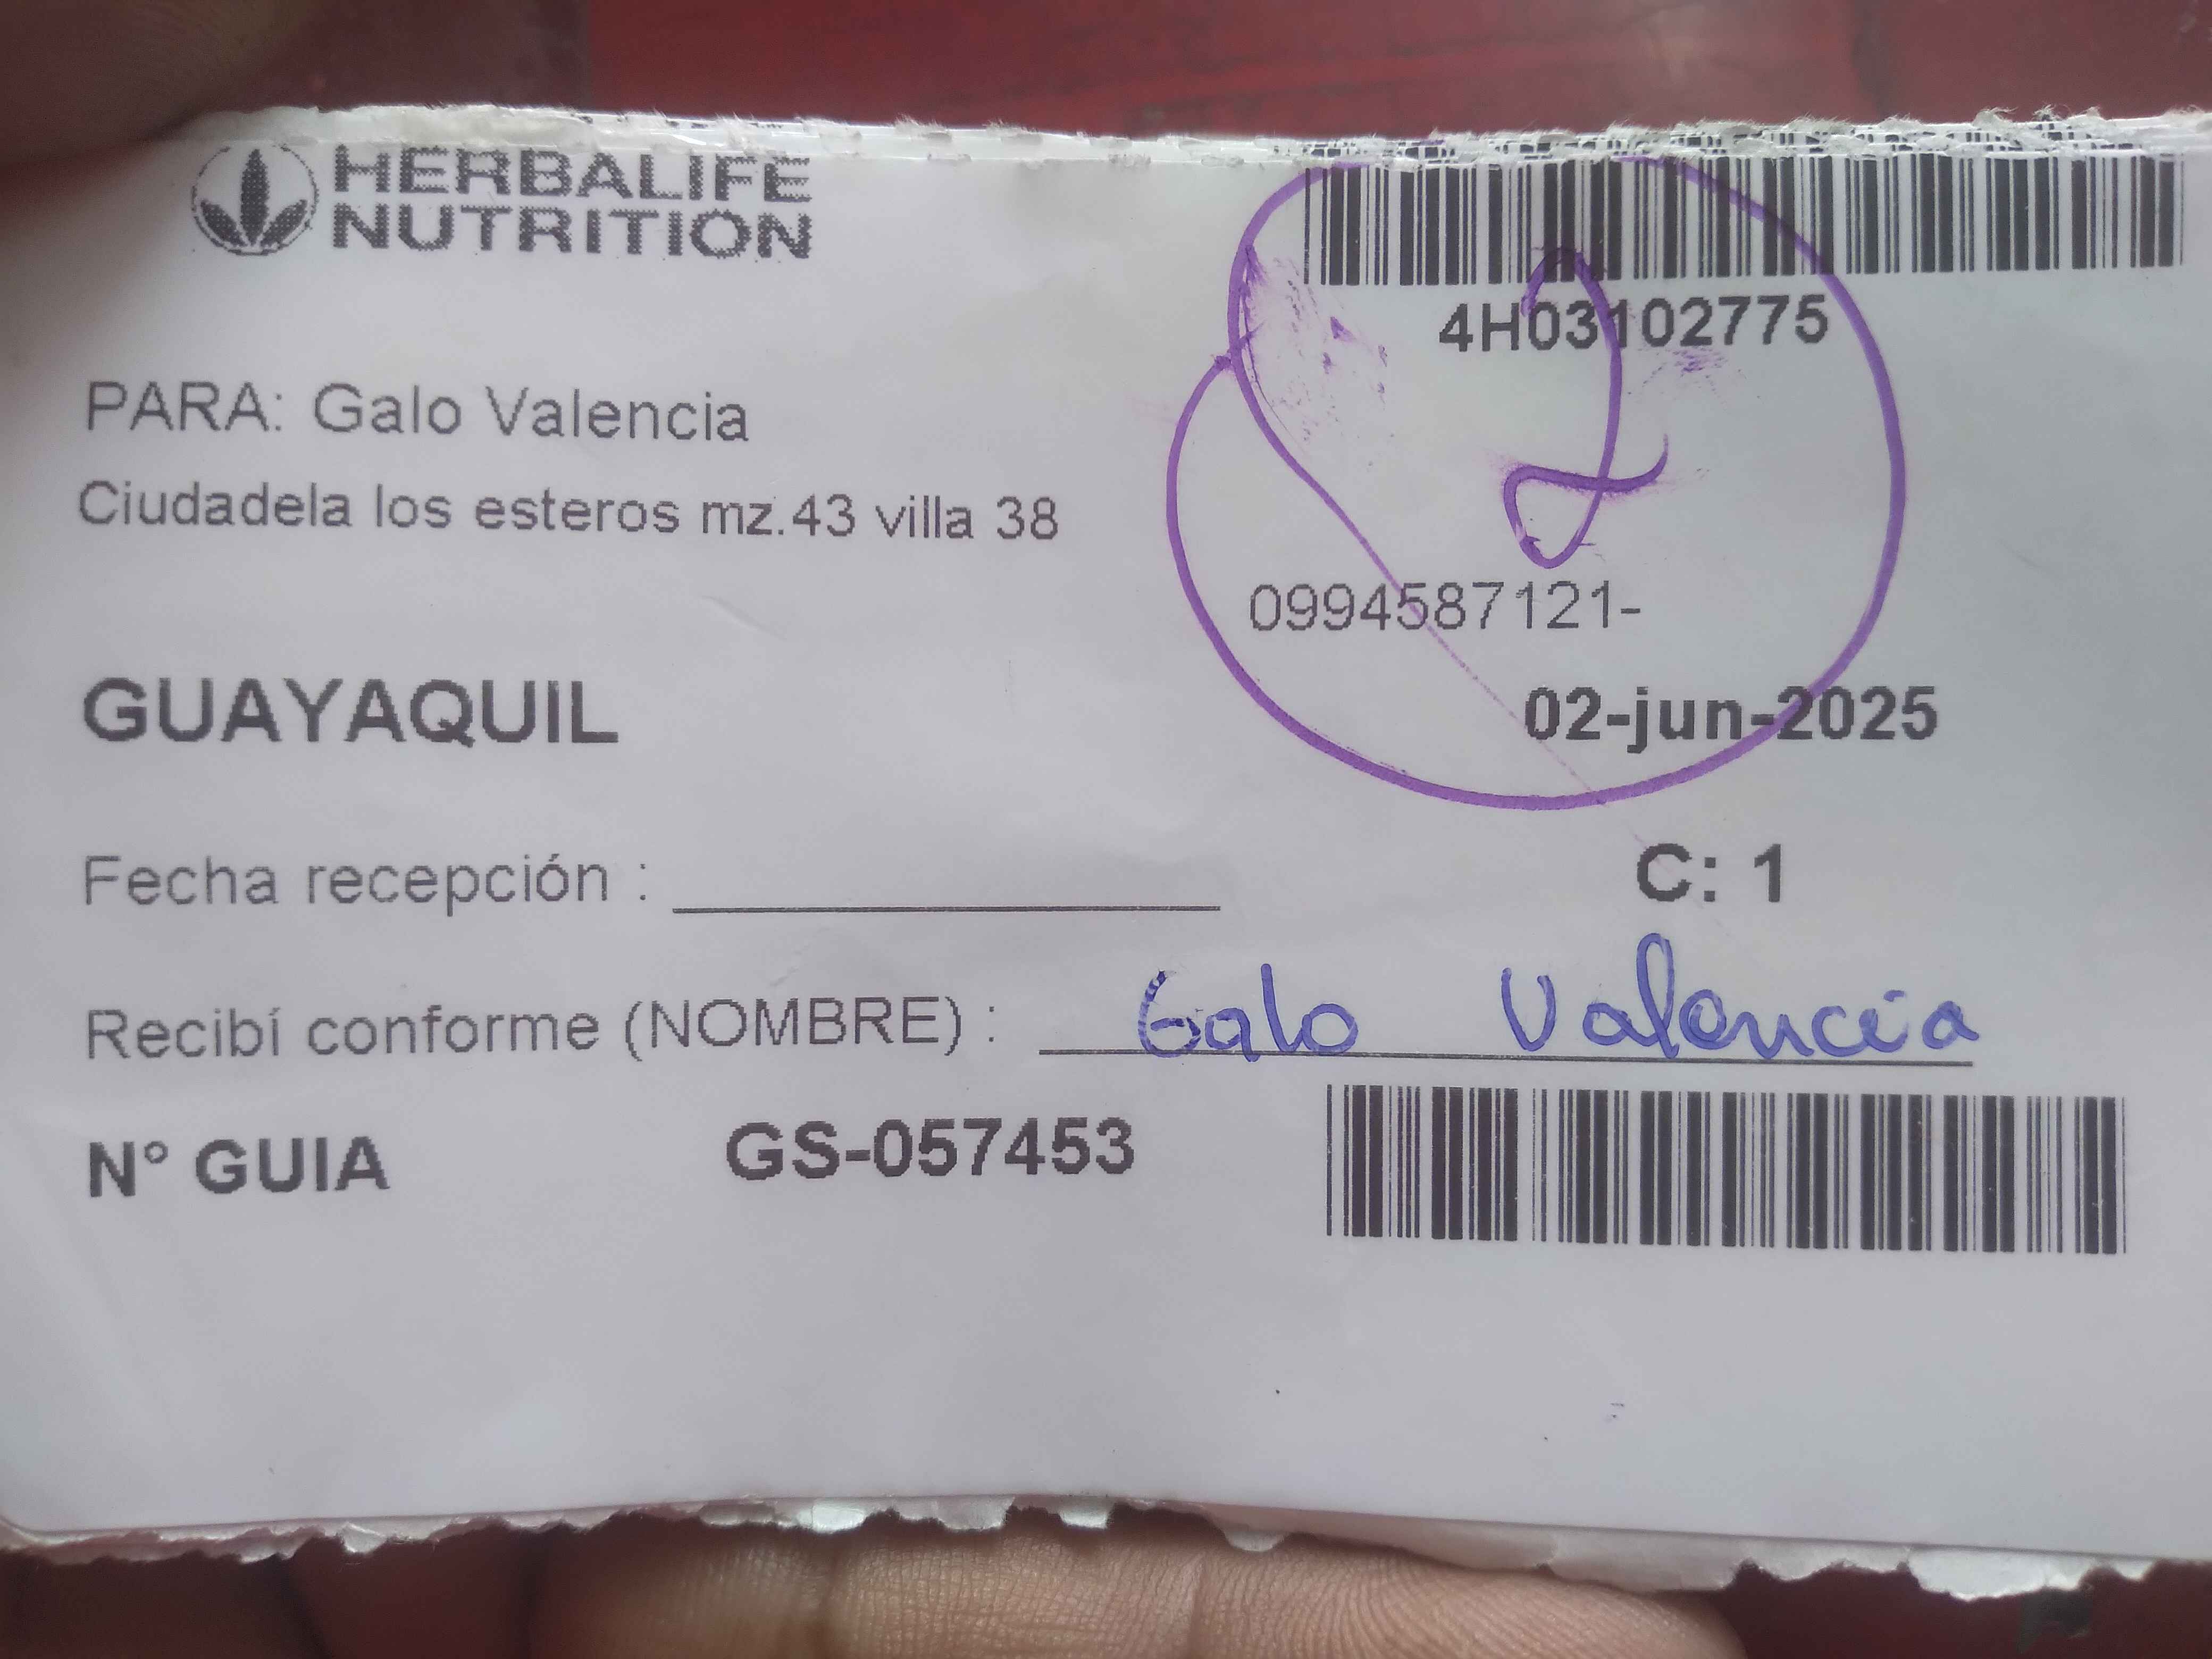 HERBALIFE
NUTRITION
4H03102775
PARA: Galo Valencia
Ciudadela los esteros mz.43 villa 38
2
0994587121-
GUAYAQUIL
02-jun-2025
Fecha recepción :
C: 1
Recibí conforme (NOMBRE) : Galo Valencia
N° GUIA GS-057453